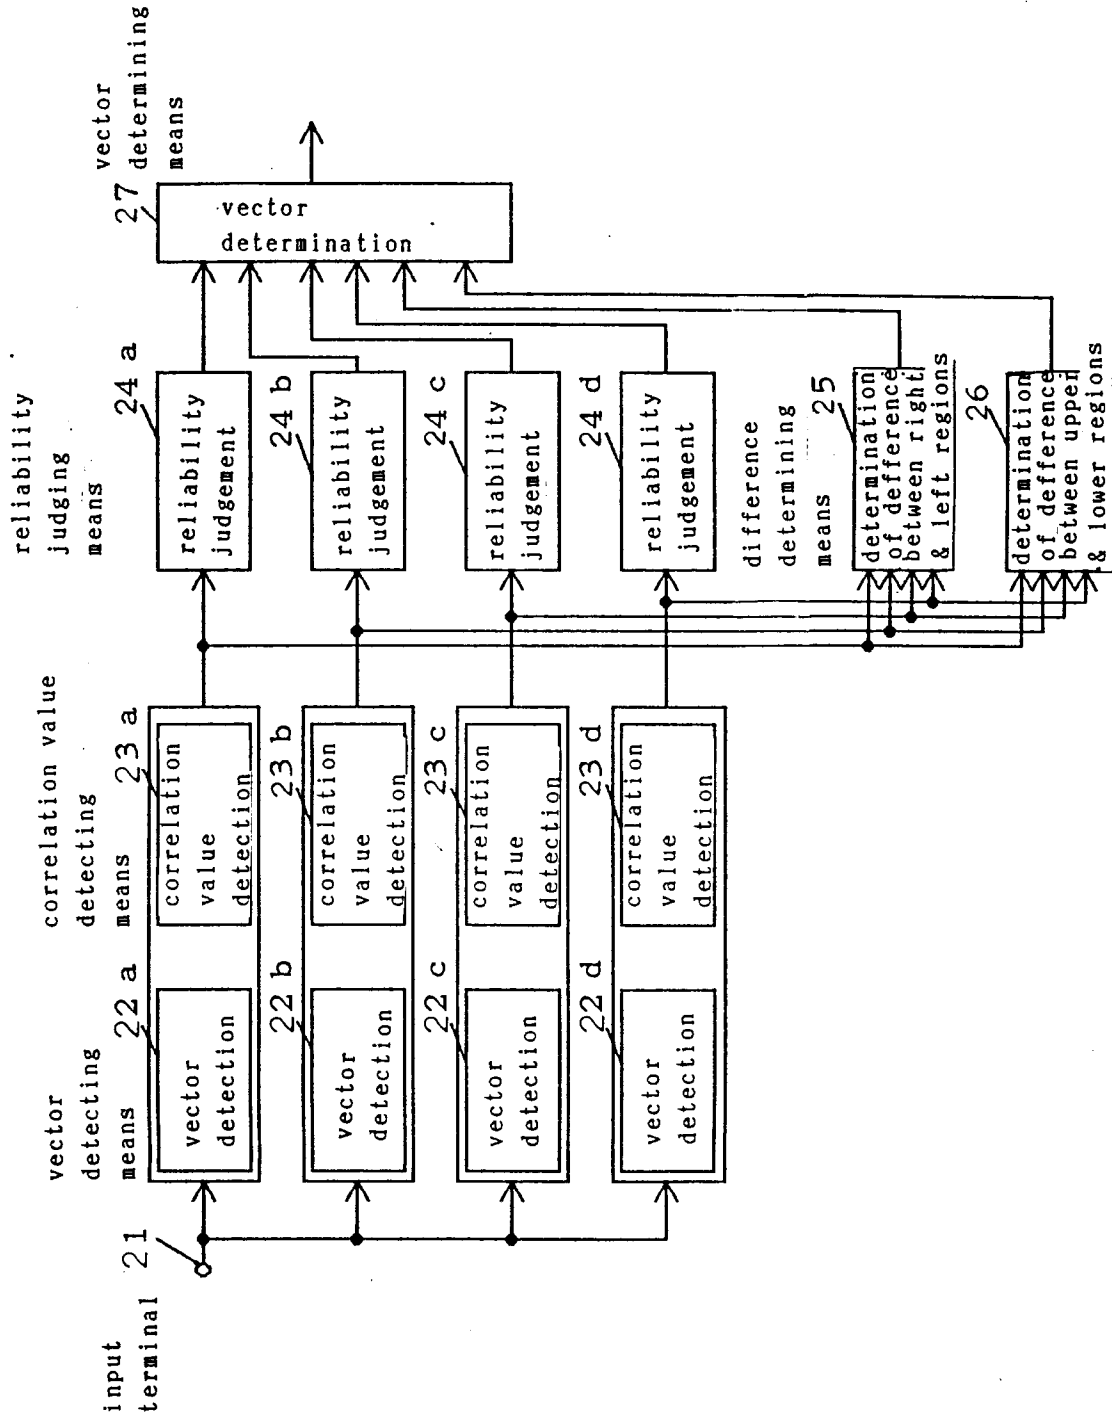 input
terminal
21
vector
detecting
means
22 a
vector
detection
22 b
vector
detection
22 c
vector
detection
22 d
vector
detection
correlation value
detecting
means
23 a
correlation
value
detection
23 b
correlation
value
detection
23 c
correlation
value
detection
23 d
correlation
value
detection
reliability
judging
means
24 a
reliability
judgement
24 b
reliability
judgement
24 c
reliability
judgement
24 d
reliability
judgement
difference
determining
means
25
determination
of defference
between right
& left regions
26
determination
of defference
between upper
& lower regions
vector
determining
means
27
vector
determination